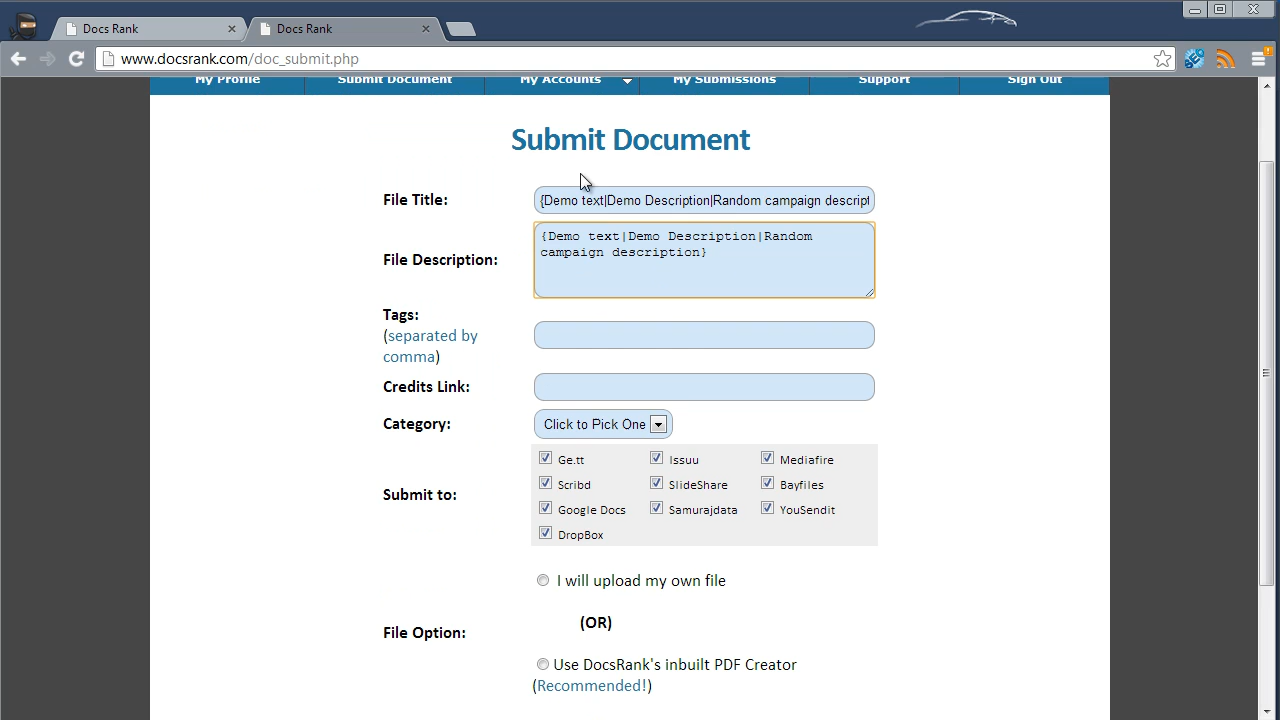 Docs Rank
Docs Rank
www.docsrank.com/doc_submit.php
My Profile Submit Document My Accounts My Submissions Support Sign Out
Submit Document
File Title: {Demo text|Demo Description|Random campaign descript
File Description: {Demo text|Demo Description|Random
campaign description}
Tags:
(separated by
comma)
Credits Link:
Category: Click to Pick One
Submit to:
Ge.tt Issuu Mediafire
Scribd SlideShare Bayfiles
Google Docs Samurajdata YouSendit
DropBox
File Option:
I will upload my own file
(OR)
Use DocsRank's inbuilt PDF Creator
(Recommended!)